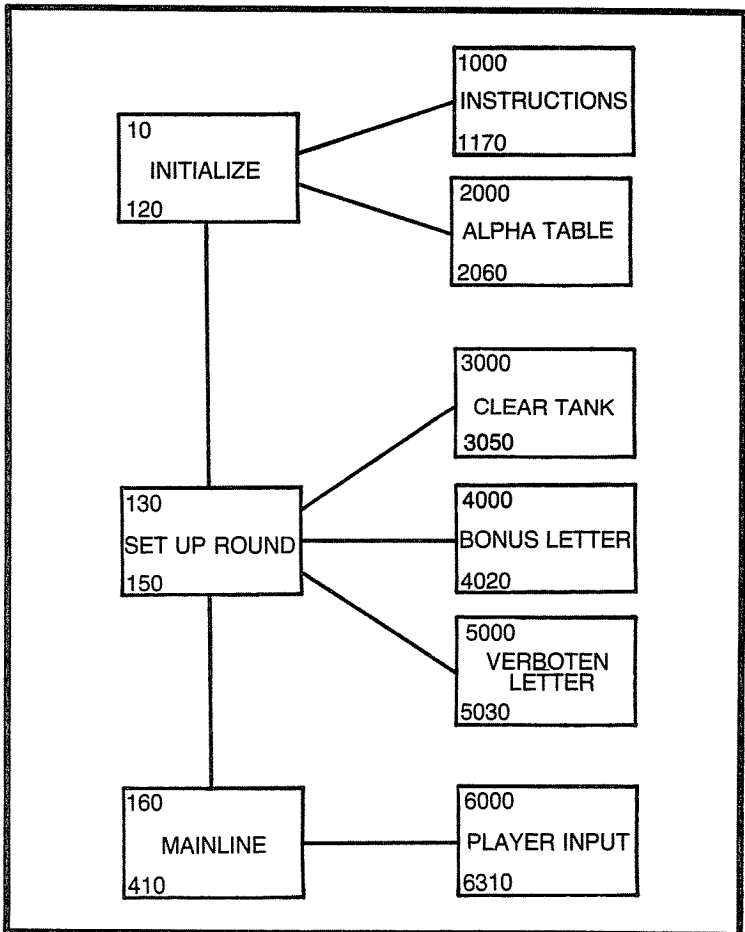 10
INITIALIZE
120
1000
INSTRUCTIONS
1170
2000
ALPHA TABLE
2060
130
SET UP ROUND
150
3000
CLEAR TANK
3050
4000
BONUS LETTER
4020
5000
VERBOTEN
LETTER
5030
160
MAINLINE
410
6000
PLAYER INPUT
6310